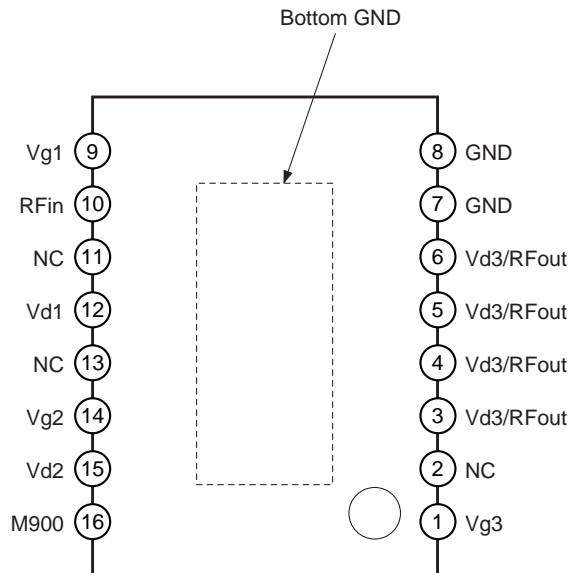 Bottom GND
Vg1 9 8 GND
RFin 10 7 GND
NC 11 6 Vd3/RFout
Vd1 12 5 Vd3/RFout
NC 13 4 Vd3/RFout
Vg2 14 3 Vd3/RFout
Vd2 15 2 NC
M900 16 1 Vg3